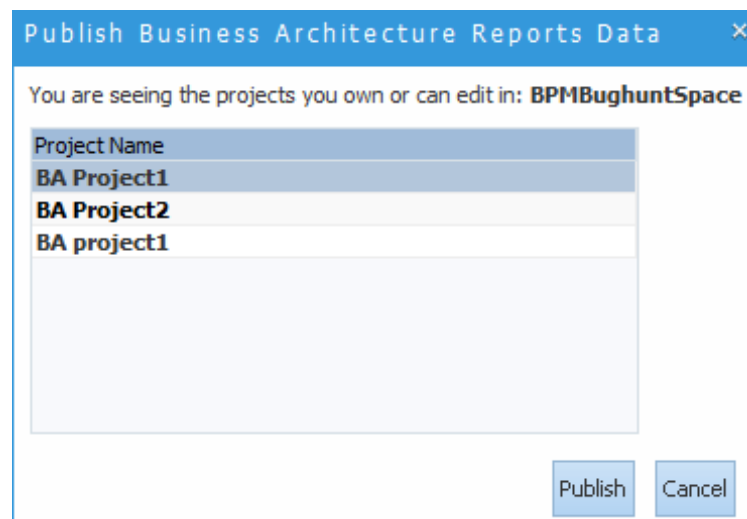 Publish Business Architecture Reports Data
You are seeing the projects you own or can edit in: BPMBughuntSpace
Project Name
BA Project1
BA Project2
BA project1
Publish Cancel